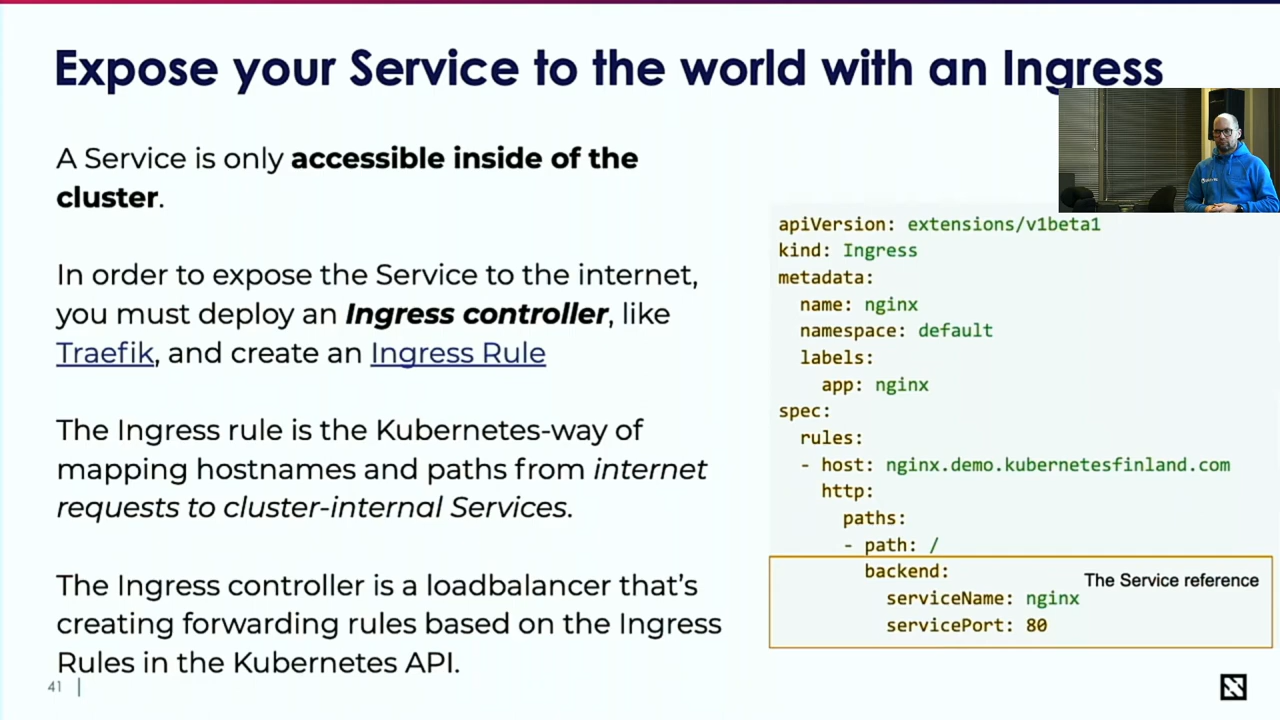 Expose your Service to the world with an Ingress
A Service is only accessible inside of the
cluster.
In order to expose the Service to the internet,
you must deploy an Ingress controller, like
Traefik, and create an Ingress Rule
The Ingress rule is the Kubernetes-way of
mapping hostnames and paths from internet
requests to cluster-internal Services.
The Ingress controller is a loadbalancer that’s
creating forwarding rules based on the Ingress
Rules in the Kubernetes API.
apiVersion: extensions/v1beta1
kind: Ingress
metadata:
  name: nginx
  namespace: default
  labels:
    app: nginx
spec:
  rules:
  - host: nginx.demo.kubernetesfinland.com
    http:
      paths:
      - path: /
        backend:
The Service reference
          serviceName: nginx
          servicePort: 80
41